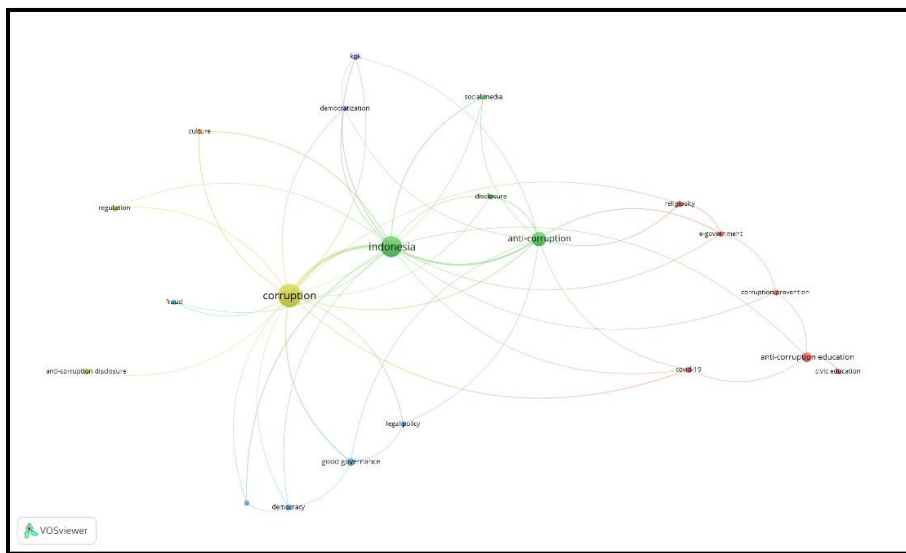 kpk
social media
democratization
culture
disclosure
religiosity
regulation
e-government
anti-corruption
indonesia
corruption prevention
corruption
fraud
anti-corruption education
covid-19
civic education
anti-corruption disclosure
legal policy
good governance
democracy
VOSviewer